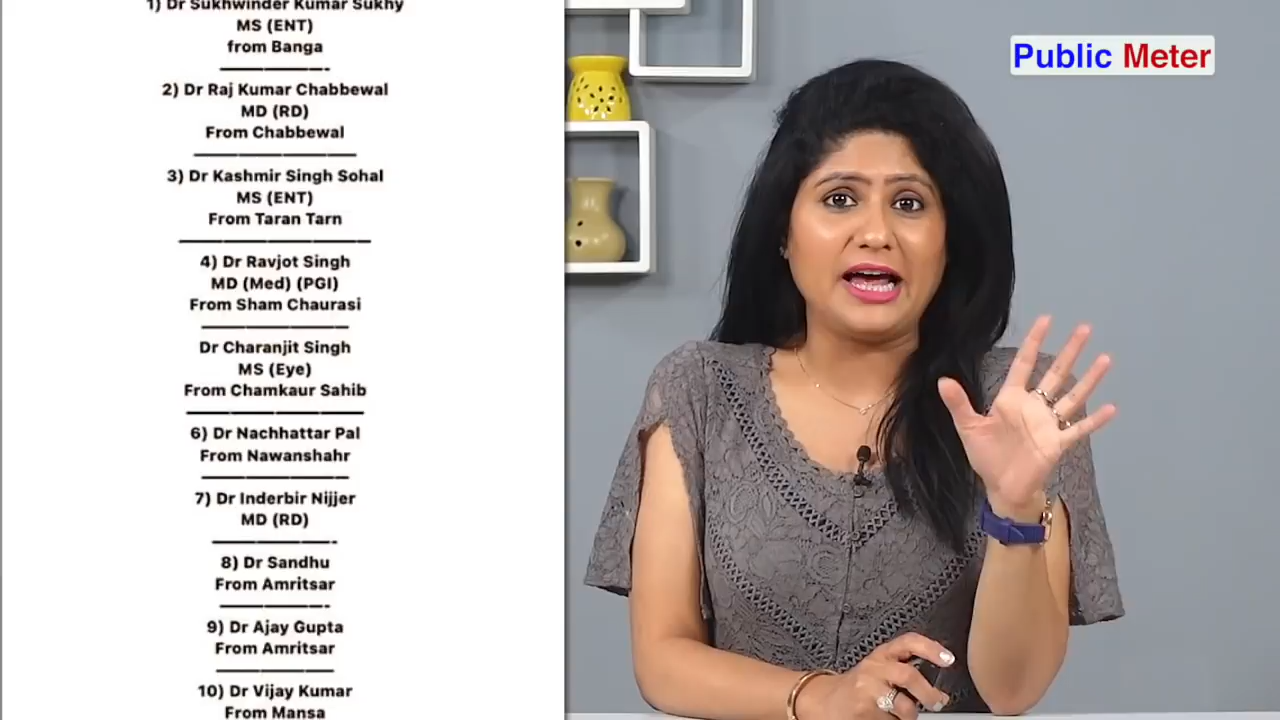 1) Dr Sukhwinder Kumar Sukhy
MS (ENT)
from Banga
2) Dr Raj Kumar Chabbewal
MD (RD)
From Chabbewal
3) Dr Kashmir Singh Sohal
MS (ENT)
From Taran Tarn
4) Dr Ravjot Singh
MD (Med) (PGI)
From Sham Chaurasi
Dr Charanjit Singh
MS (Eye)
From Chamkaur Sahib
6) Dr Nachhattar Pal
From Nawanshahr
7) Dr Inderbir Nijjer
MD (RD)
8) Dr Sandhu
From Amritsar
9) Dr Ajay Gupta
From Amritsar
10) Dr Vijay Kumar
From Mansa
Public Meter